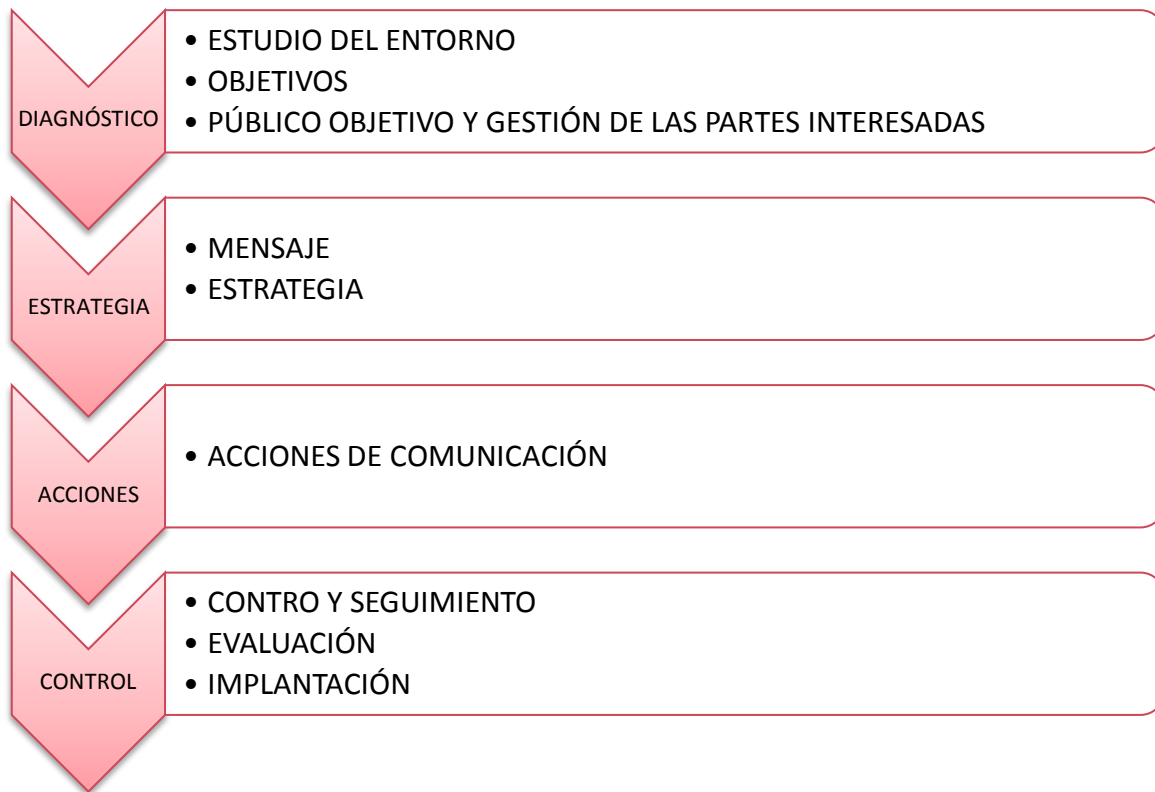 DIAGNÓSTICO
• ESTUDIO DEL ENTORNO
• OBJETIVOS
• PÚBLICO OBJETIVO Y GESTIÓN DE LAS PARTES INTERESADAS
ESTRATEGIA
• MENSAJE
• ESTRATEGIA
ACCIONES
• ACCIONES DE COMUNICACIÓN
CONTROL
• CONTRO Y SEGUIMIENTO
• EVALUACIÓN
• IMPLANTACIÓN